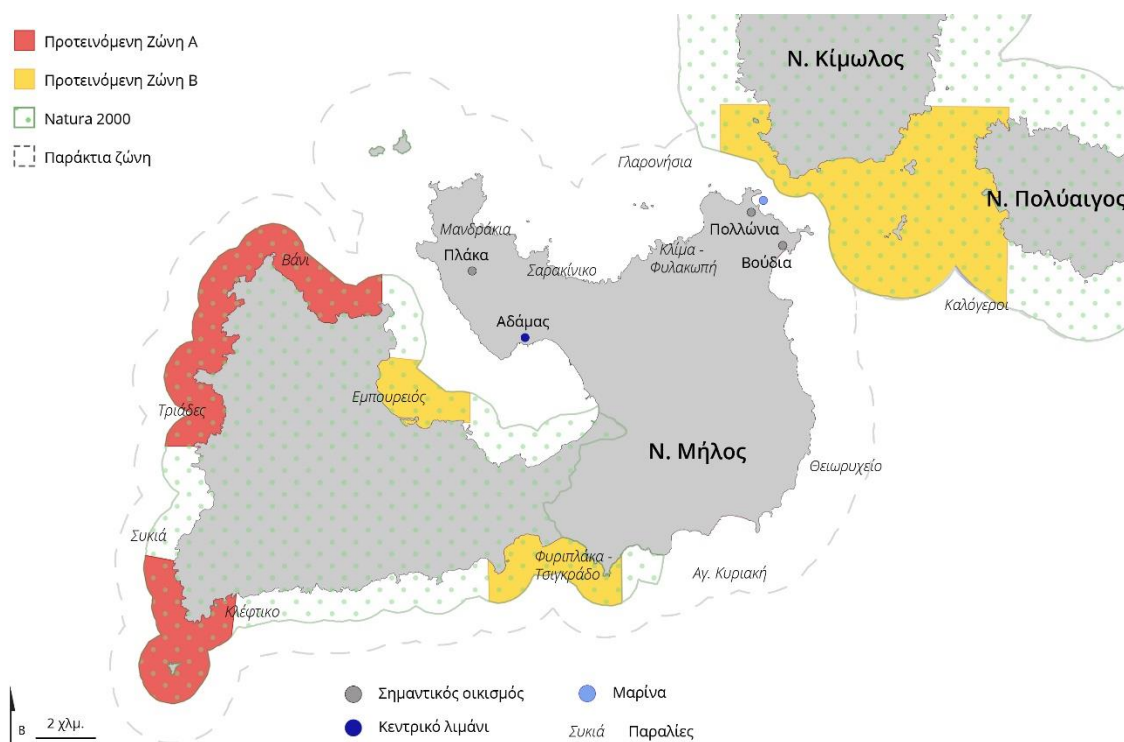 Προτεινόμενη Ζώνη Α
Προτεινόμενη Ζώνη Β
Natura 2000
Παράκτια ζώνη
Ν. Κίμωλος
Γλαρονήσια
Ν. Πολύαιγος
Μανδράκια
Πλάκα
Πολλώνια
Κλίμα -
Φυλακωπή
Βούδια
Βάνι
Σαρακίνικο
Καλόγεροι
Αδάμας
Εμπουρειός
Τριάδες
Ν. Μήλος
Θειωρυχείο
Συκιά
Φυριπλάκα -
Τσιγκράδο
Αγ. Κυριακή
Κλέφτικο
Σημαντικός οικισμός
Μαρίνα
Κεντρικό λιμάνι
Συκιά Παραλίες
Β
2 χλμ.